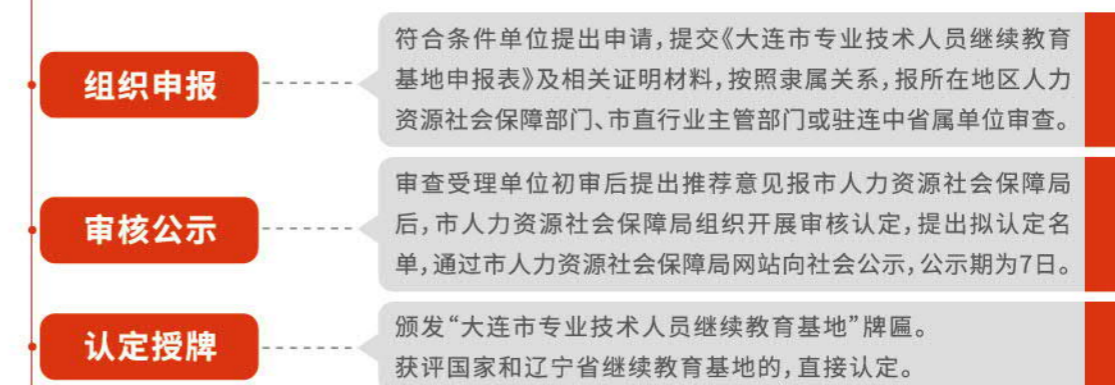 组织申报
符合条件单位提出申请,提交《大连市专业技术人员继续教育
基地申报表》及相关证明材料,按照隶属关系,报所在地区人力
资源社会保障部门、市直行业主管部门或驻连中省属单位审查。
审核公示
审查受理单位初审后提出推荐意见报市人力资源社会保障局
后,市人力资源社会保障局组织开展审核认定,提出拟认定名
单,通过市人力资源社会保障局网站向社会公示,公示期为7日。
认定授牌
颁发“大连市专业技术人员继续教育基地”牌匾。
获评国家和辽宁省继续教育基地的,直接认定。